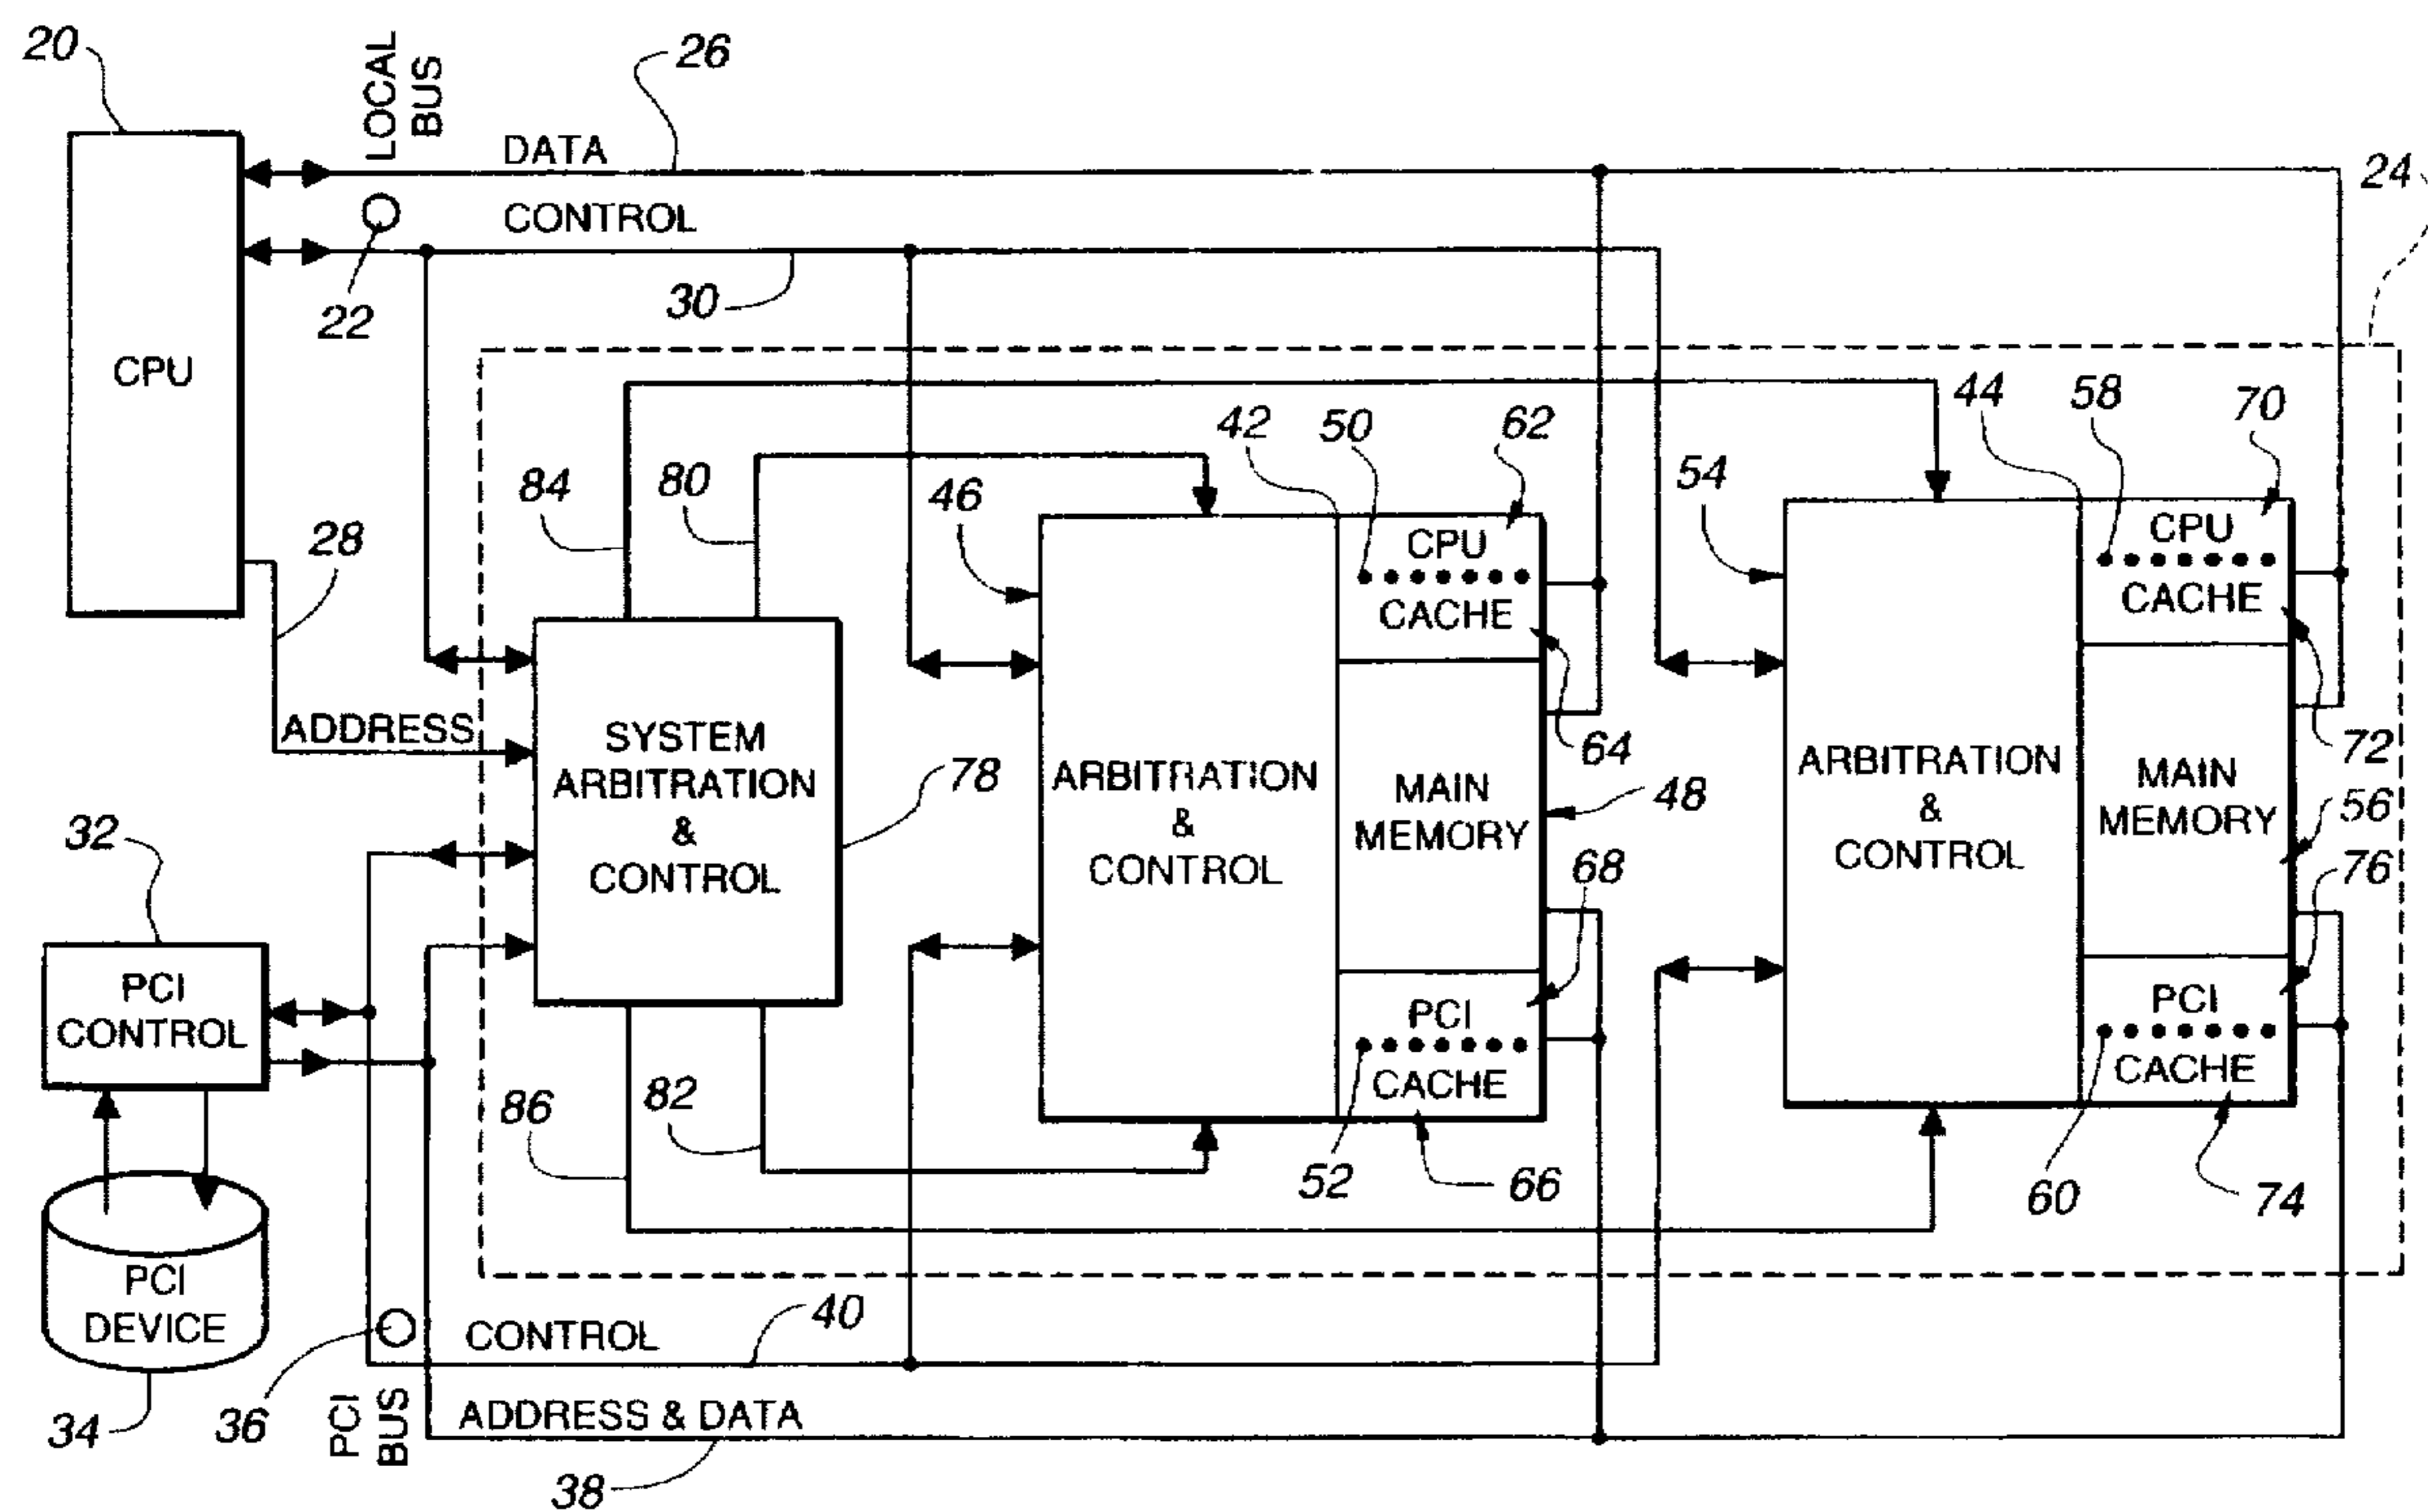 20
LOCAL
BUS
26
DATA
24
CONTROL
22
30
CPU
28
84
80
46
42
50
62
54
44
58
70
CPU
CACHE
CPU
CACHE
ADDRESS
SYSTEM
ARBITRATION
&
CONTROL
78
ARBITRATION
&
CONTROL
64
MAIN
MEMORY
48
68
ARBITRATION
&
CONTROL
72
MAIN
MEMORY
56
76
32
PCI
CONTROL
PCI
CACHE
PCI
CACHE
86
82
52
66
60
74
PCI
DEVICE
34
36
PCI
BUS
CONTROL
40
ADDRESS & DATA
38